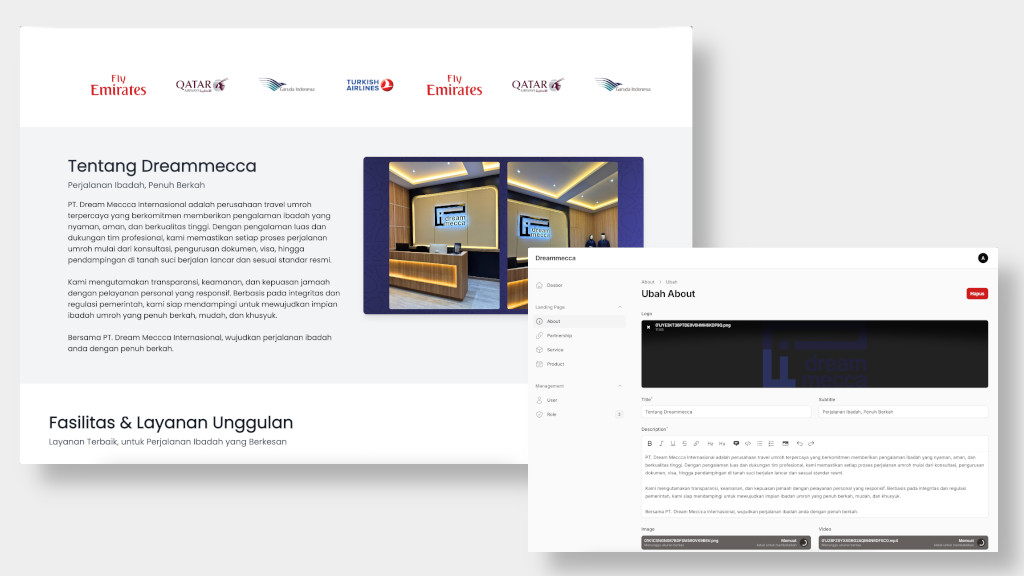 Fly
Emirates
QATAR
Garuda Indonesia
TURKISH
AIRLINES
Fly
Emirates
QATAR
Garuda Indonesia
Tentang Dreammecca
Perjalanan Ibadah, Penuh Berkah
PT. Dream Meccca Internasional adalah perusahaan travel umroh
terpercaya yang berkomitmen memberikan pengalaman ibadah yang
nyaman, aman, dan berkualitas tinggi. Dengan pengalaman luas dan
dukungan tim profesional, kami memastikan setiap proses perjalanan
umroh mulai dari konsultasi, pengurusan dokumen, visa, hingga
pendampingan di tanah suci berjalan lancar dan sesuai standar resmi.
Kami mengutamakan transparansi, keamanan, dan kepuasan jamaah
dengan pelayanan personal yang responsif. Berbasis pada integritas dan
regulasi pemerintah, kami siap mendampingi untuk mewujudkan impian
ibadah umroh yang penuh berkah, mudah, dan khusyuk.
Bersama PT. Dream Meccca Internasional, wujudkan perjalanan ibadah
anda dengan penuh berkah.
dream
mecca
dream
mecca
Fasilitas & Layanan Unggulan
Layanan Terbaik, untuk Perjalanan Ibadah yang Berkesan
Dreammecca
A
Dasbor
Landing Page
About
Partnership
Service
Product
Management
User
Role
2
About > Ubah
Ubah About
Hapus
Logo
dream
mecca
Title*
Subtitle
Tentang Dreammecca
Perjalanan Ibadah, Penuh Berkah
Description*
B I U S H2 H3
PT. Dream Meccca Internasional adalah perusahaan travel umroh terpercaya yang berkomitmen memberikan pengalaman ibadah yang nyaman, aman, dan
berkualitas tinggi. Dengan pengalaman luas dan dukungan tim profesional, kami memastikan setiap proses perjalanan umroh mulai dari konsultasi, pengurusan
dokumen, visa, hingga pendampingan di tanah suci berjalan lancar dan sesuai standar resmi.
Kami mengutamakan transparansi, keamanan, dan kepuasan jamaah dengan pelayanan personal yang responsif. Berbasis pada integritas dan regulasi
pemerintah, kami siap mendampingi untuk mewujudkan impian ibadah umroh yang penuh berkah, mudah, dan khusyuk.
Bersama PT. Dream Meccca Internasional, wujudkan perjalanan ibadah anda dengan penuh berkah.
Image
Video
Memuat
Memuat